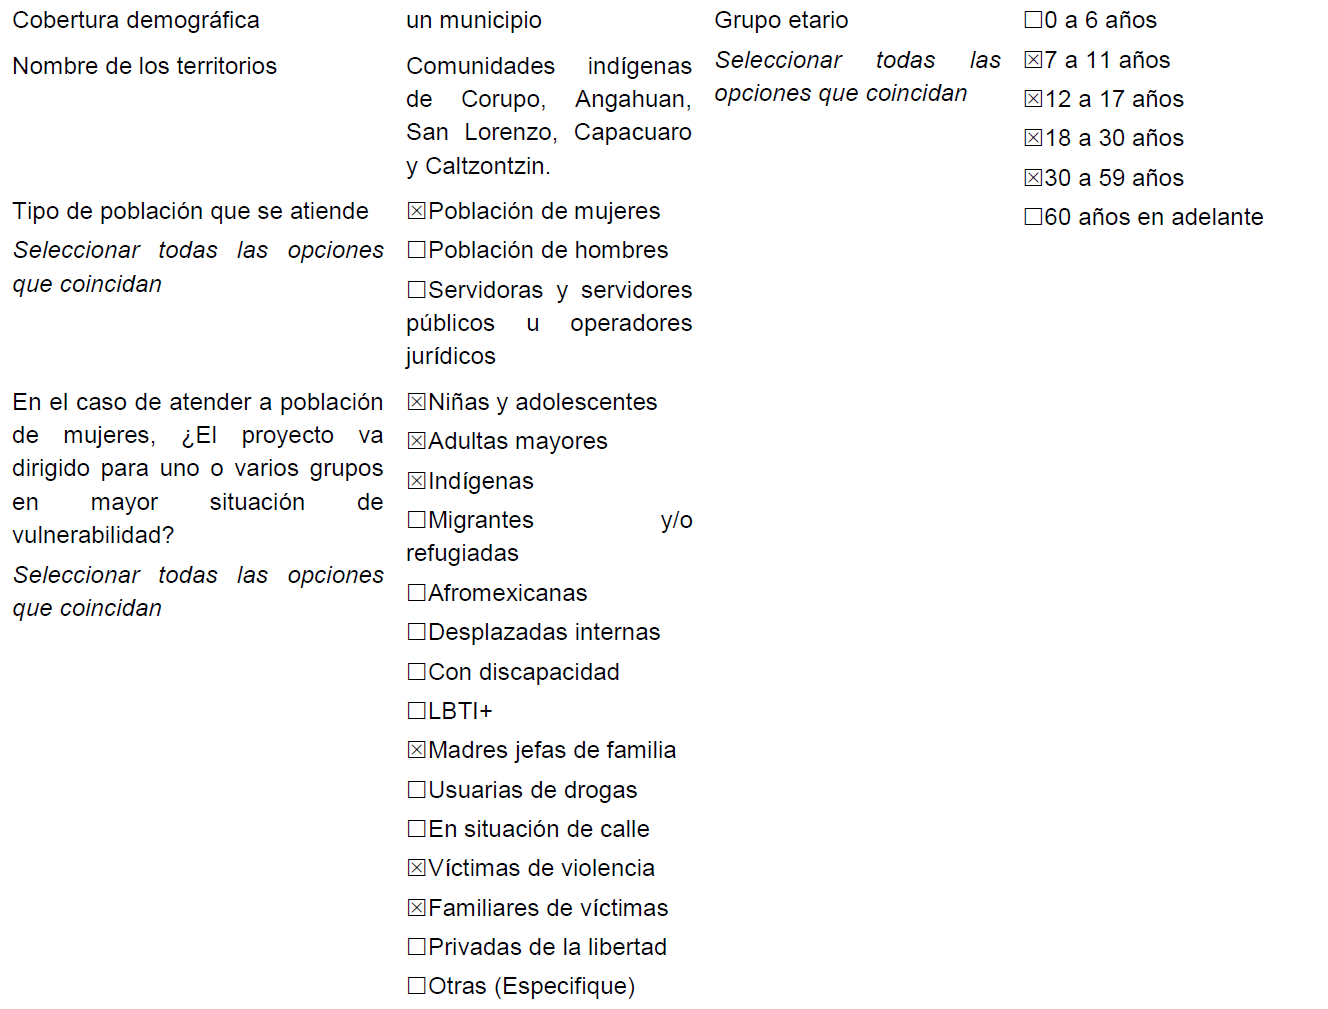 Cobertura demográfica
un municipio
Nombre de los territorios
Comunidades indígenas
de Corupo, Angahuan,
San Lorenzo, Capacuaro
y Caltzontzin.
Grupo etario
Seleccionar todas las
opciones que coincidan
☐0 a 6 años
☒7 a 11 años
☒12 a 17 años
☒18 a 30 años
☒30 a 59 años
☐60 años en adelante
Tipo de población que se atiende
Seleccionar todas las opciones
que coincidan
☒Población de mujeres
☐Población de hombres
☐Servidoras y servidores
públicos u operadores
jurídicos
En el caso de atender a población
de mujeres, ¿El proyecto va
dirigido para uno o varios grupos
en mayor situación de
vulnerabilidad?
Seleccionar todas las opciones
que coincidan
☒Niñas y adolescentes
☒Adultas mayores
☒Indígenas
☐Migrantes y/o
refugiadas
☐Afromexicanas
☐Desplazadas internas
☐Con discapacidad
☐LBTI+
☒Madres jefas de familia
☐Usuarias de drogas
☐En situación de calle
☒Víctimas de violencia
☒Familiares de víctimas
☐Privadas de la libertad
☐Otras (Especifique)